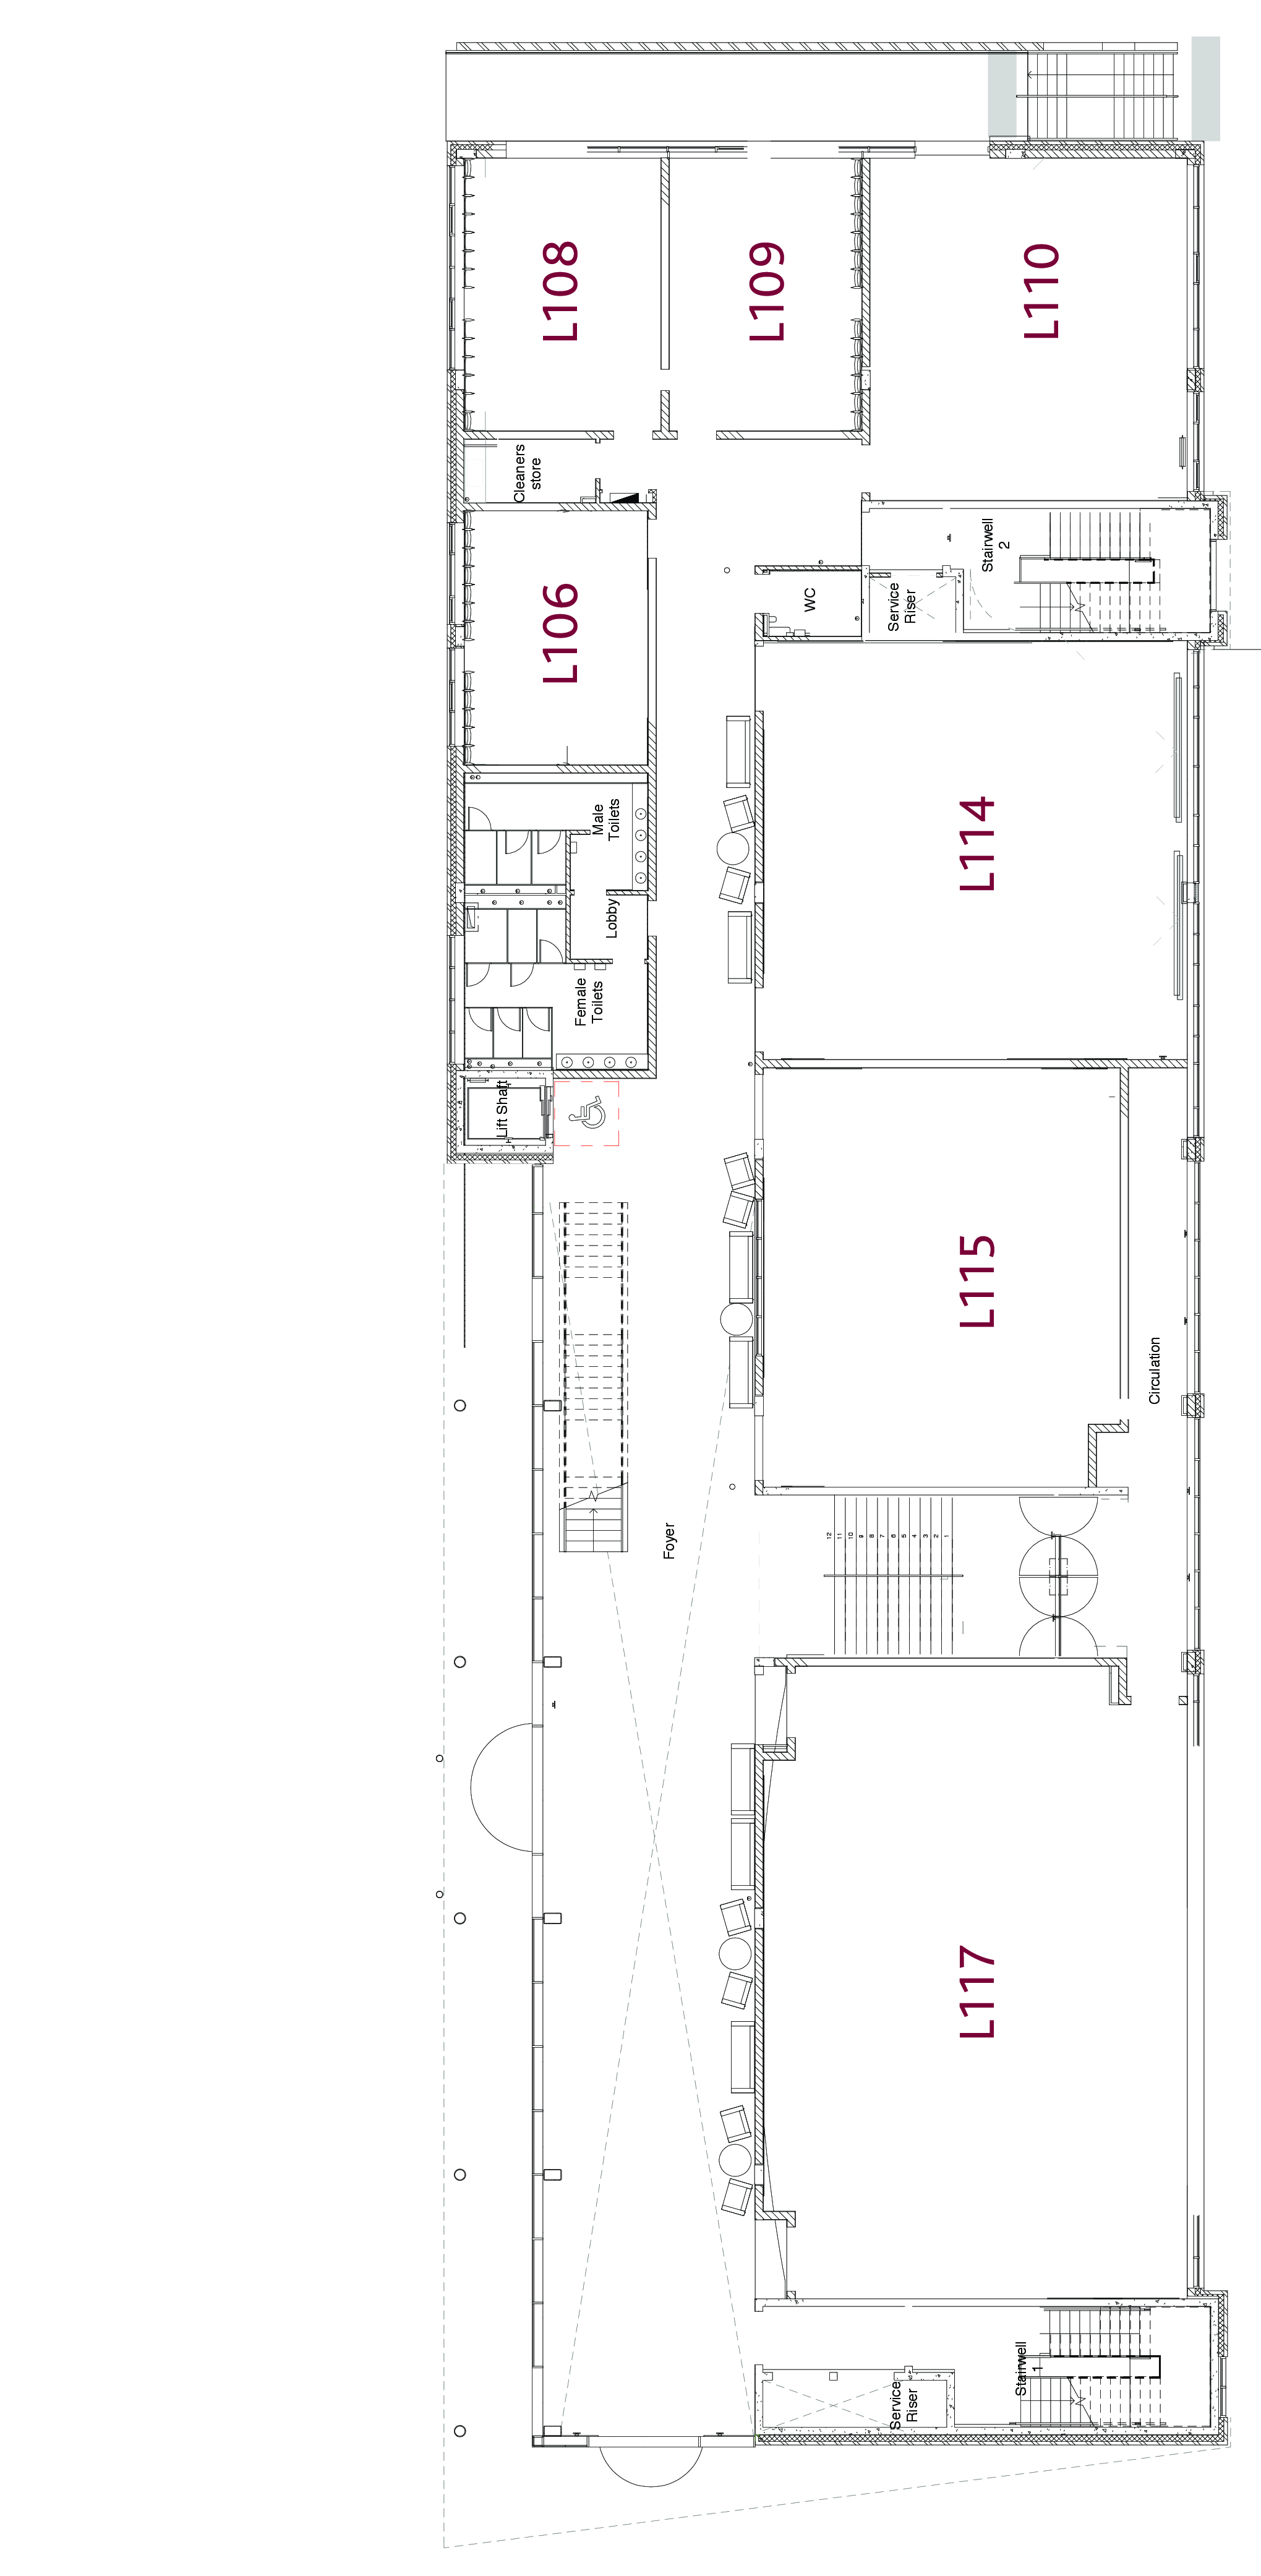 L108
L109
L110
Cleaners
store
L106
Stairwell
2
WC
Service
Riser
Male
Toilets
Lobby
Female
Toilets
L114
Lift Shaft
L115
Circulation
Foyer
12
11
10
9
8
7
6
5
4
3
2
1
L117
Stairwell
1
Service
Riser